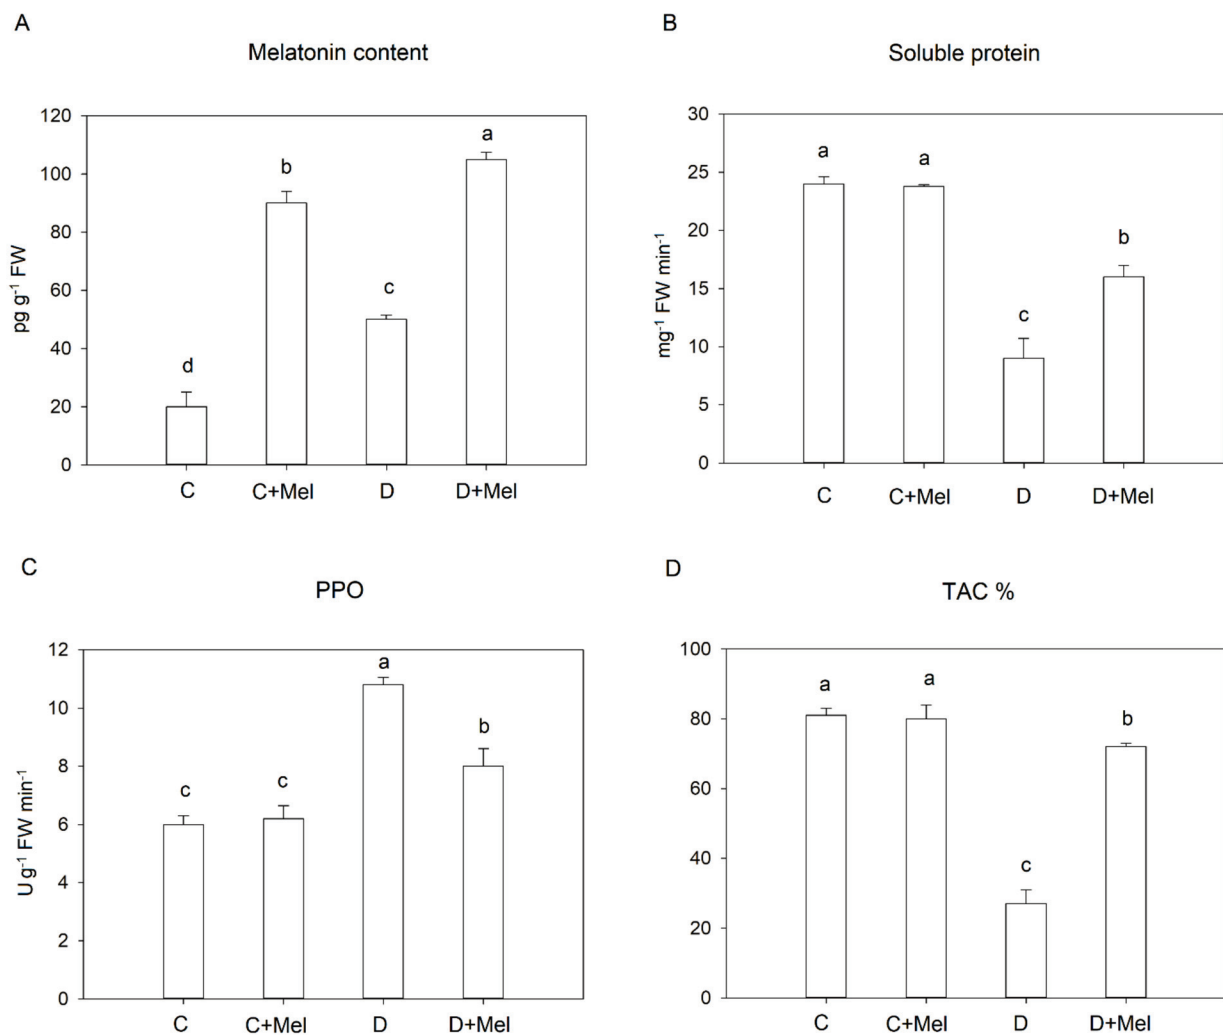 A
Melatonin content
pg g⁻¹ FW
120
100
80
60
40
20
0
d
b
c
a
C
C+Mel
D
D+Mel
B
Soluble protein
mg⁻¹ FW min⁻¹
30
25
20
15
10
5
0
a
a
c
b
C
C+Mel
D
D+Mel
C
PPO
U g⁻¹ FW min⁻¹
12
10
8
6
4
2
0
c
c
a
b
C
C+Mel
D
D+Mel
D
TAC %
100
80
60
40
20
0
a
a
c
b
C
C+Mel
D
D+Mel